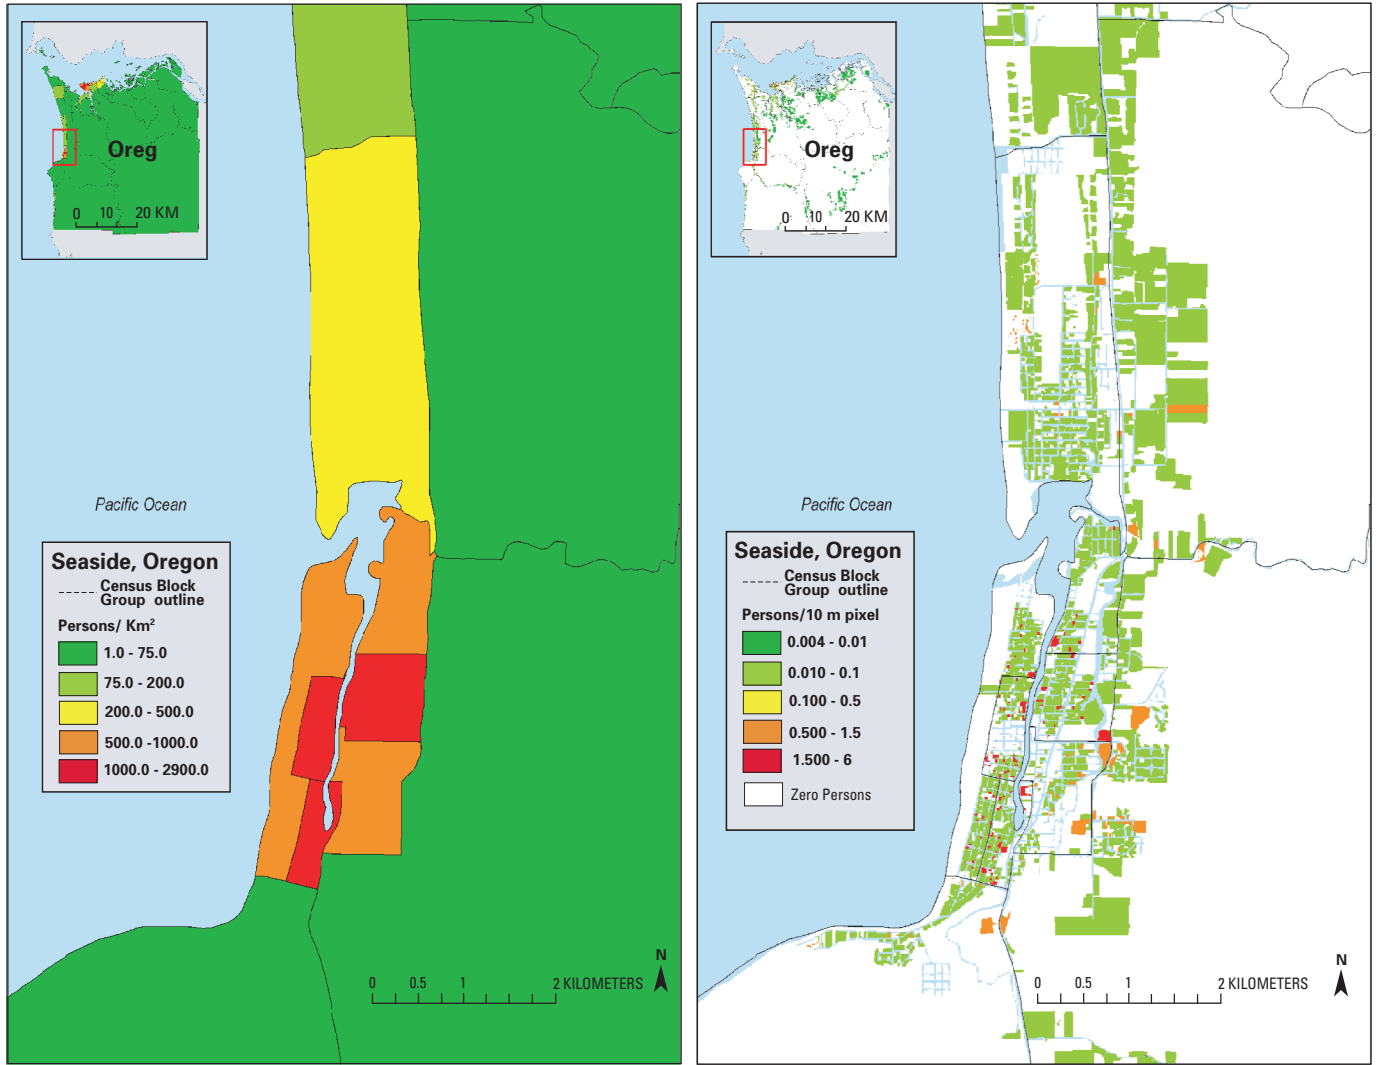 Oreg
0 10 20 KM
Pacific Ocean
Seaside, Oregon
Census Block
Group outline
Persons/ Km²
1.0 - 75.0
75.0 - 200.0
200.0 - 500.0
500.0 -1000.0
1000.0 - 2900.0
N
0 0.5 1 2 KILOMETERS
Oreg
0 10 20 KM
Pacific Ocean
Seaside, Oregon
Census Block
Group outline
Persons/10 m pixel
0.004 - 0.01
0.010 - 0.1
0.100 - 0.5
0.500 - 1.5
1.500 - 6
Zero Persons
N
0 0.5 1 2 KILOMETERS